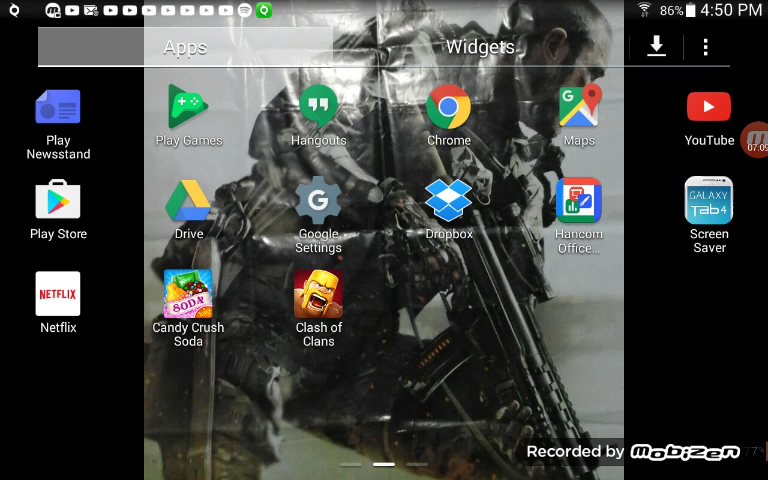 86% 4:50 PM
Apps Widgets
Play Newsstand
Play Games
Hangouts
Chrome
G
Maps
YouTube
07:09
Play Store
Drive
G
Google Settings
Dropbox
Hancom Office...
GALAXY
Tab4
Screen Saver
NETFLIX
Netflix
SODA
Candy Crush Soda
Clash of Clans
Recorded by Mobizen
77%